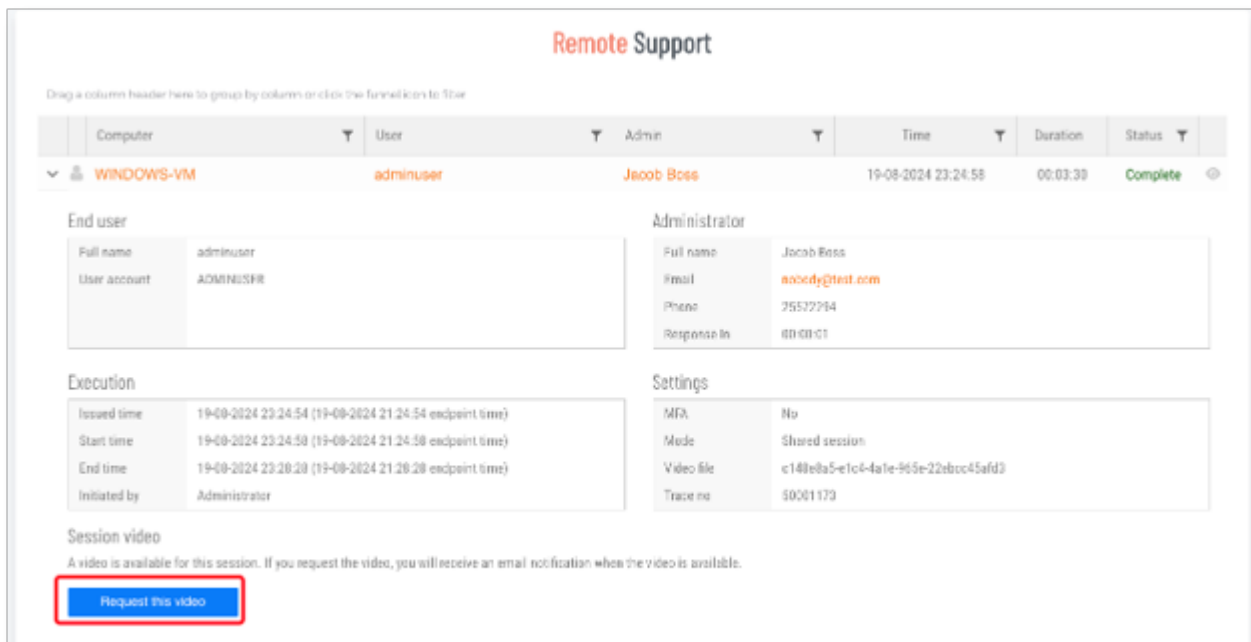 Remote Support
Drag a column header here to group by column or click the funnel icon to filter
Computer User Admin Time Duration Status
WINDOWS-VM adminuser Jacob Boss 19-08-2024 23:24:58 00:03:30 Complete
End user
Full name adminuser
User account ADMINUSER
Administrator
Full name Jacob Boss
Email nobody@test.com
Phone 25572294
Response in 00:00:01
Execution
Issued time 19-08-2024 23:24:54 (19-08-2024 21:24:54 endpoint time)
Start time 19-08-2024 23:24:58 (19-08-2024 21:24:58 endpoint time)
End time 19-08-2024 23:28:28 (19-08-2024 21:28:28 endpoint time)
Initiated by Administrator
Settings
MFA No
Mode Shared session
Video file
Trace no 50001173
Session video
A video is available for this session. If you request the video, you will receive an email notification when the video is available.
Request this video